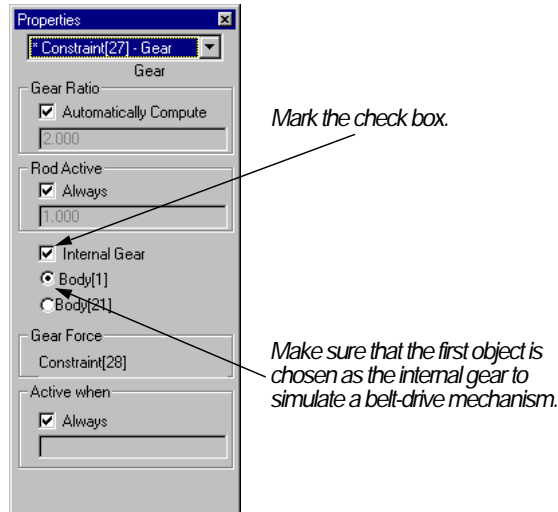 Properties
* Constraint[27] - Gear
Gear
Gear Ratio
Automatically Compute
2.000
Rod Active
Always
1.000
Internal Gear
Body[1]
Body[21]
Gear Force
Constraint[28]
Active when
Always
Mark the check box.
Make sure that the first object is
chosen as the internal gear to
simulate a belt-drive mechanism.